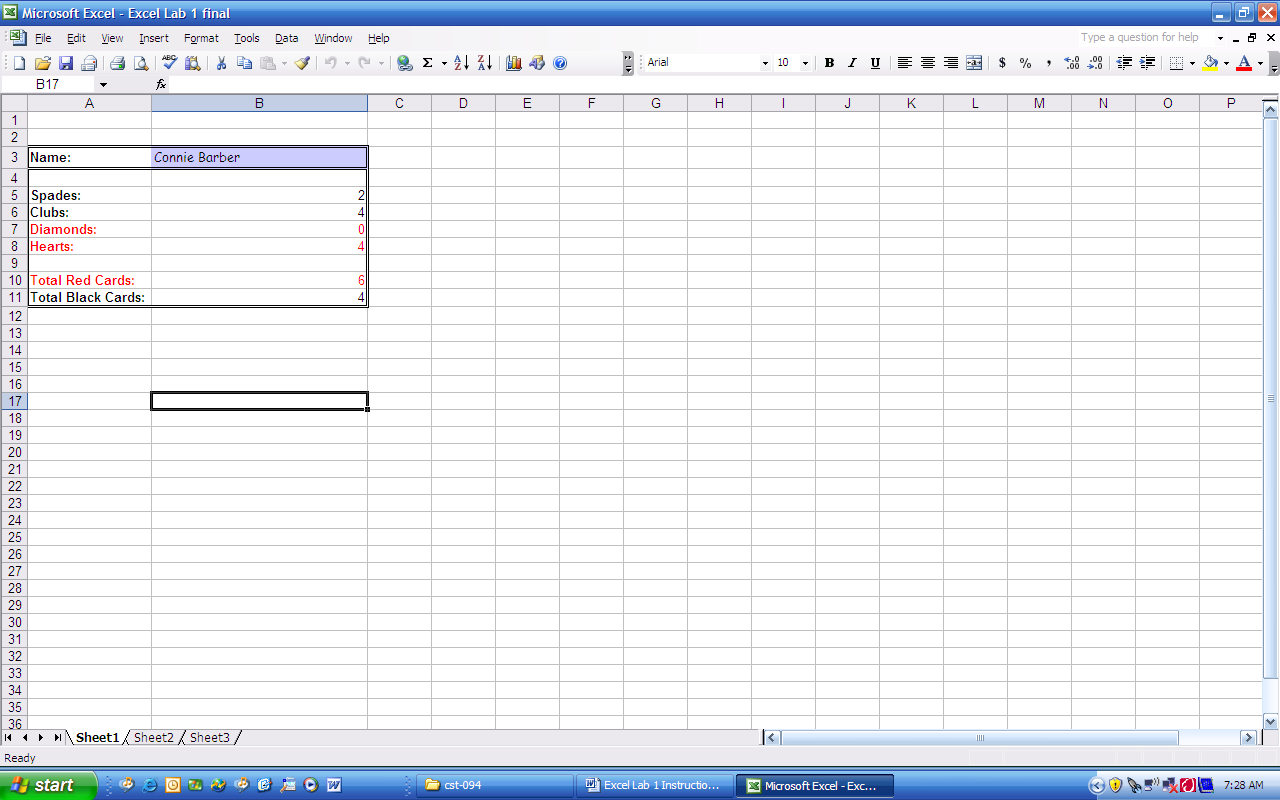 Microsoft Excel - Excel Lab 1 final
File Edit View Insert Format Tools Data Window Help Type a question for help
Arial 10 B I U $ % ,
B17 fx
A B C D E F G H I J K L M N O P
1
2
3 Name: Connie Barber
4
5 Spades: 2
6 Clubs: 4
7 Diamonds: 0
8 Hearts: 4
9
10 Total Red Cards: 6
11 Total Black Cards: 4
12
13
14
15
16
17
18
19
20
21
22
23
24
25
26
27
28
29
30
31
32
33
34
35
36
Sheet1 Sheet2 Sheet3
Ready
start cst-094 Excel Lab 1 Instructio... Microsoft Excel - Exc... 7:28 AM